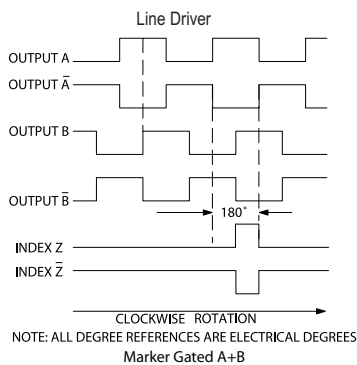 Line Driver
OUTPUT A
OUTPUT A̅
OUTPUT B
OUTPUT B̅
180°
INDEX Z
INDEX Z̅
CLOCKWISE ROTATION
NOTE: ALL DEGREE REFERENCES ARE ELECTRICAL DEGREES
Marker Gated A+B